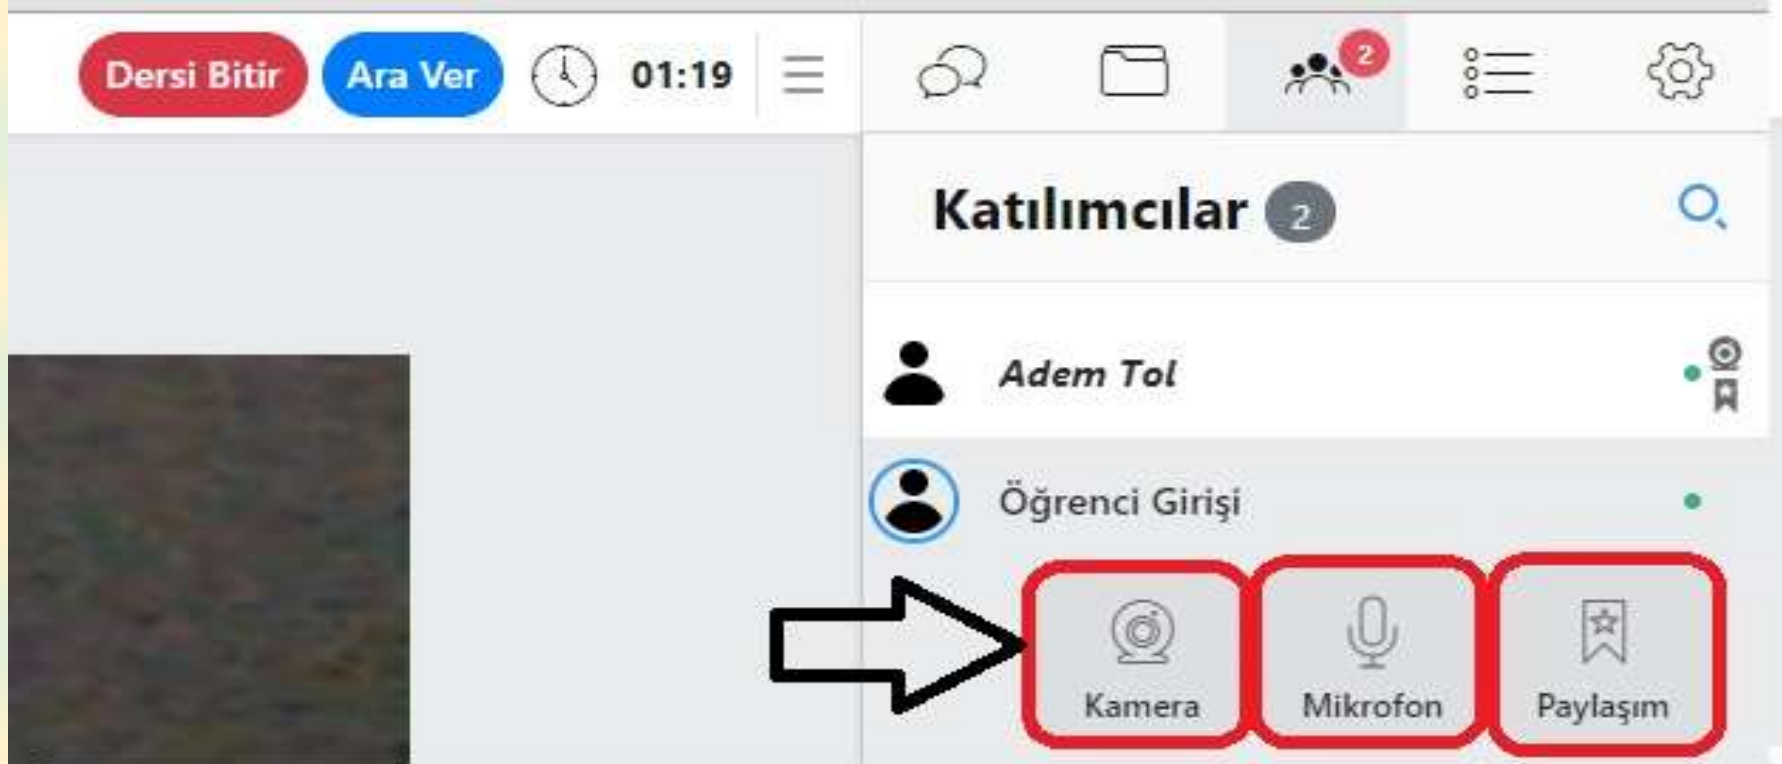 Dersi Bitir Ara Ver 01:19 2
Katılımcılar 2
Adem Tol
Öğrenci Girişi
Kamera Mikrofon Paylaşım